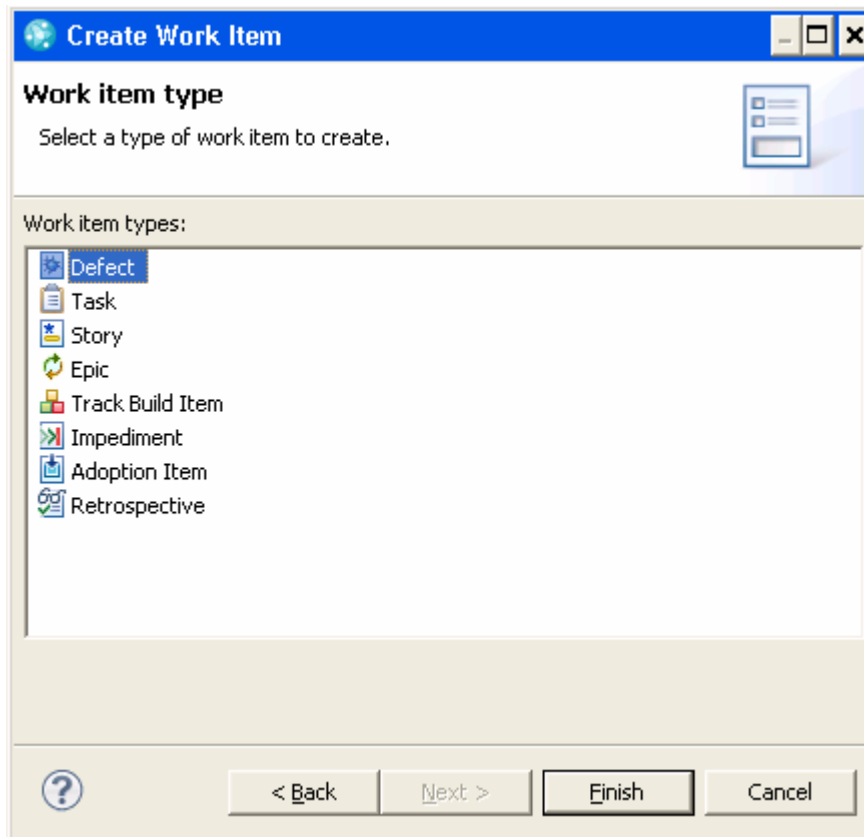 Create Work Item
Work item type
Select a type of work item to create.
Work item types:
Defect
Task
Story
Epic
Track Build Item
Impediment
Adoption Item
Retrospective
?
< Back Next > Finish Cancel